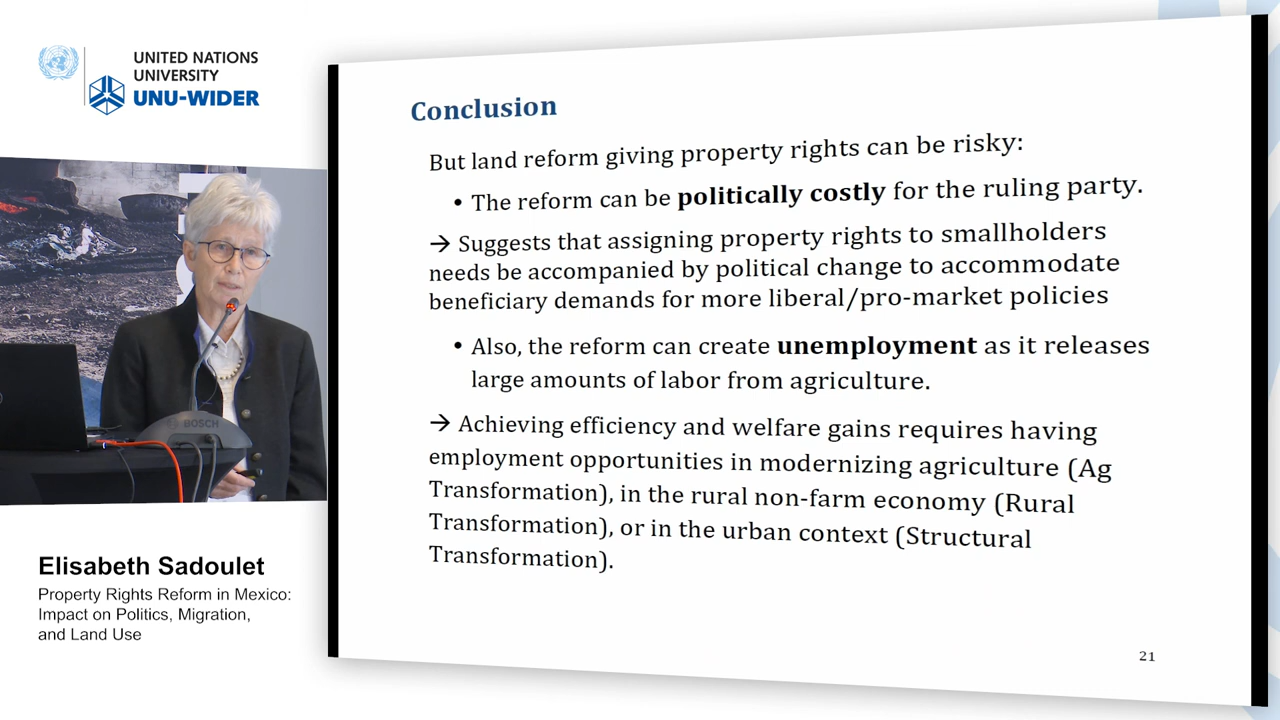 UNITED NATIONS
UNIVERSITY
UNU-WIDER
Conclusion
But land reform giving property rights can be risky:
• The reform can be politically costly for the ruling party.
→ Suggests that assigning property rights to smallholders
needs be accompanied by political change to accommodate
beneficiary demands for more liberal/pro-market policies
• Also, the reform can create unemployment as it releases
large amounts of labor from agriculture.
→ Achieving efficiency and welfare gains requires having
employment opportunities in modernizing agriculture (Ag
Transformation), in the rural non-farm economy (Rural
Transformation), or in the urban context (Structural
Transformation).
21
BOSCH
Elisabeth Sadoulet
Property Rights Reform in Mexico:
Impact on Politics, Migration,
and Land Use